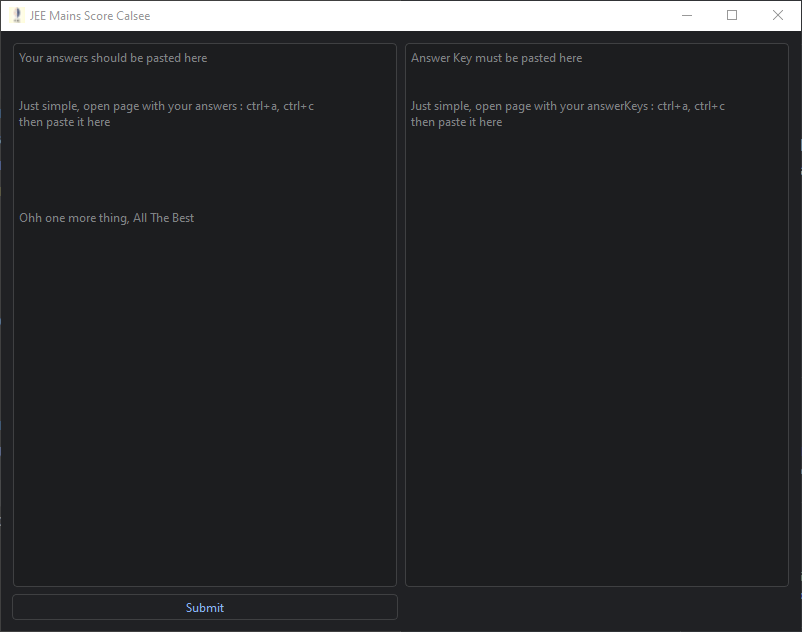 JEE Mains Score Calsee
Your answers should be pasted here
Just simple, open page with your answers : ctrl+a, ctrl+c
then paste it here
Ohh one more thing, All The Best
Answer Key must be pasted here
Just simple, open page with your answerKeys : ctrl+a, ctrl+c
then paste it here
Submit